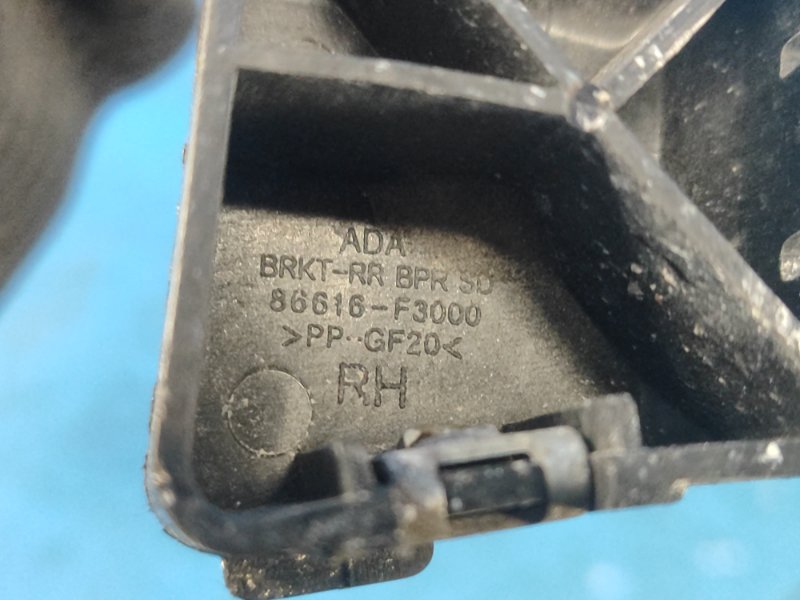 ADA
BRKT-RR BPR SD
86616-F3000
>PP-GF20<
RH